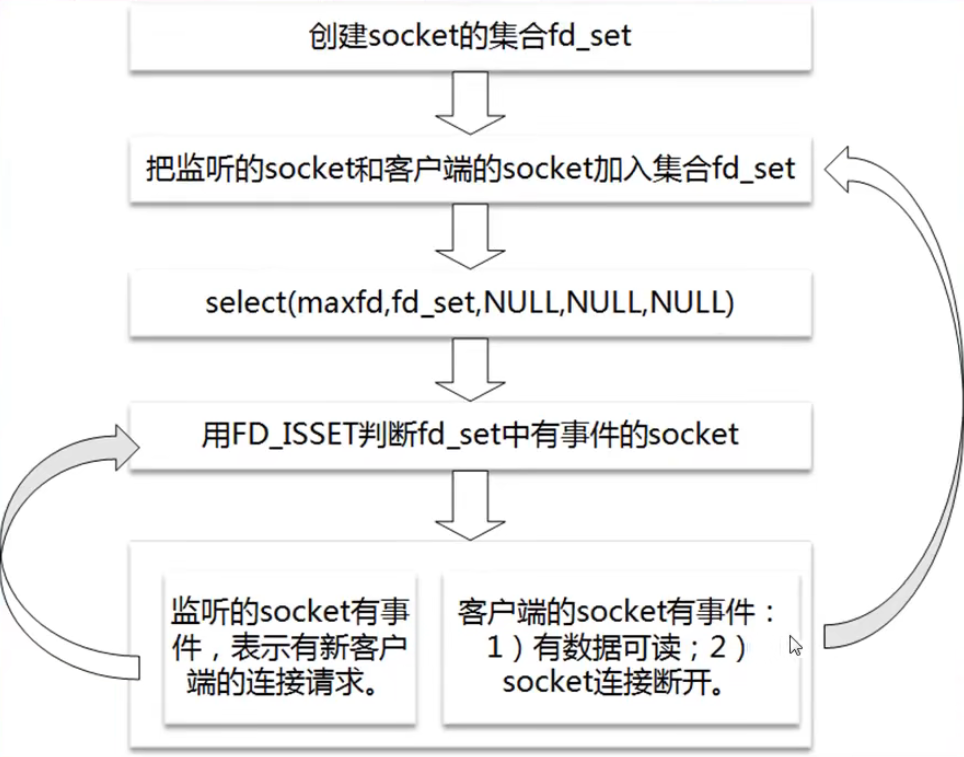 创建socket的集合fd_set
把监听的socket和客户端的socket加入集合fd_set
select(maxfd,fd_set,NULL,NULL,NULL)
用FD_ISSET判断fd_set中有事件的socket
监听的socket有事
件，表示有新客户
端的连接请求。
客户端的socket有事件：
1）有数据可读；2）
socket连接断开。